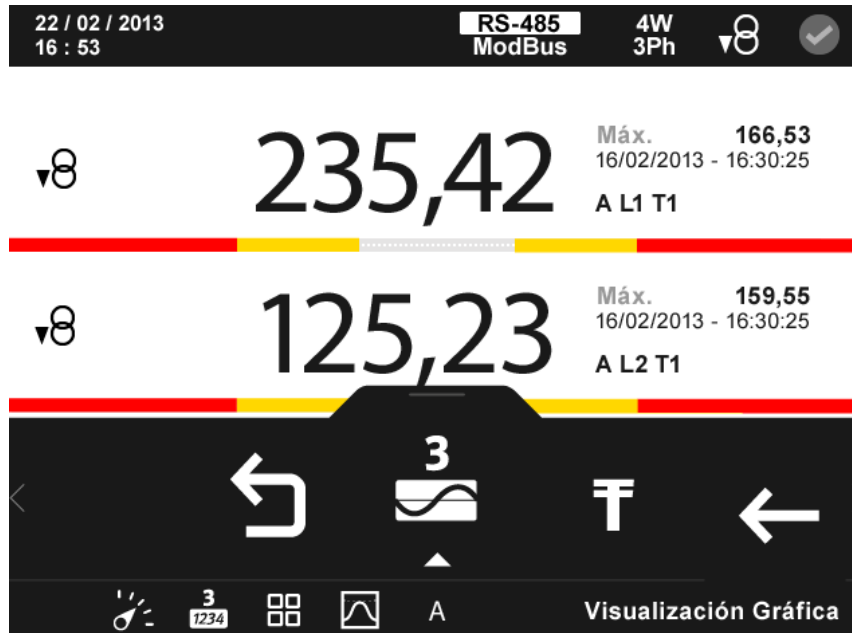 22 / 02 / 2013
16 : 53
RS-485
ModBus
4W
3Ph
235,42
Máx. 166,53
16/02/2013 - 16:30:25
A L1 T1
125,23
Máx. 159,55
16/02/2013 - 16:30:25
A L2 T1
3
3
1234
A
Visualización Gráfica